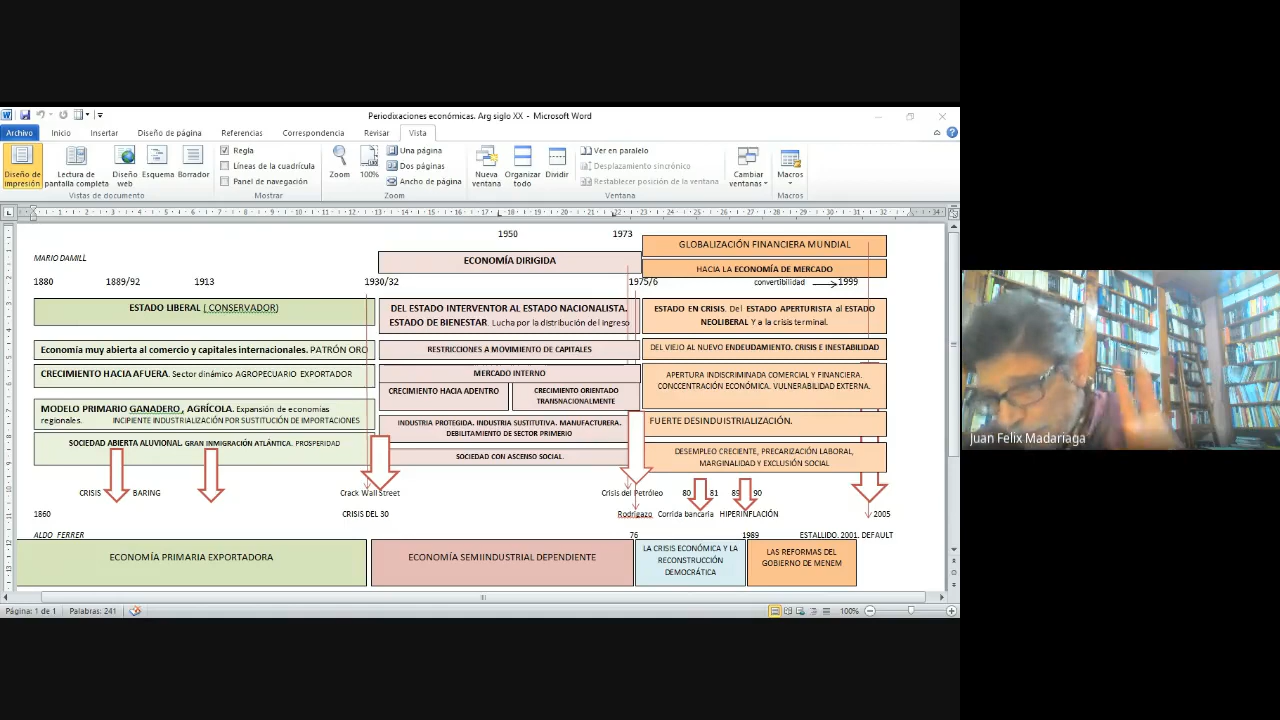 Periodixaciones económicas. Arg siglo XX - Microsoft Word
Archivo Inicio Insertar Diseño de página Referencias Correspondencia Revisar Vista
Diseño de impresión
Lectura de pantalla completa
Diseño web
Esquema
Borrador
Vistas de documento
Regla
Líneas de la cuadrícula
Panel de navegación
Mostrar
Zoom
100%
Una página
Dos páginas
Ancho de página
Zoom
Nueva ventana
Organizar todo
Dividir
Ver en paralelo
Desplazamiento sincrónico
Restablecer posición de la ventana
Ventana
Cambiar ventanas
Macros
Macros
1950 1973
GLOBALIZACIÓN FINANCIERA MUNDIAL
MARIO DAMILL
ECONOMÍA DIRIGIDA
HACIA LA ECONOMÍA DE MERCADO
1880 1889/92 1913 1930/32 1975/6 convertibilidad 1999
ESTADO LIBERAL ( CONSERVADOR)
DEL ESTADO INTERVENTOR AL ESTADO NACIONALISTA.
ESTADO DE BIENESTAR. Lucha por la distribución del ingreso
ESTADO EN CRISIS. Del ESTADO APERTURISTA al ESTADO
NEOLIBERAL Y a la crisis terminal.
Economía muy abierta al comercio y capitales internacionales. PATRÓN ORO
RESTRICCIONES A MOVIMIENTO DE CAPITALES
DEL VIEJO AL NUEVO ENDEUDAMIENTO. CRISIS E INESTABILIDAD
CRECIMIENTO HACIA AFUERA. Sector dinámico AGROPECUARIO EXPORTADOR
MERCADO INTERNO
CRECIMIENTO HACIA ADENTRO
CRECIMIENTO ORIENTADO
TRANSNACIONALMENTE
APERTURA INDISCRIMINADA COMERCIAL Y FINANCIERA.
CONCCENTRACIÓN ECONÓMICA. VULNERABILIDAD EXTERNA.
MODELO PRIMARIO GANADERO , AGRÍCOLA. Expansión de economías
regionales. INCIPIENTE INDUSTRIALIZACIÓN POR SUSTITUCIÓN DE IMPORTACIONES
INDUSTRIA PROTEGIDA. INDUSTRIA SUSTITUTIVA. MANUFACTURERA.
DEBILITAMIENTO DE SECTOR PRIMERIO
FUERTE DESINDUISTRIALIZACIÓN.
SOCIEDAD ABIERTA ALUVIONAL. GRAN INMIGRACIÓN ATLÁNTICA. PROSPERIDAD
SOCIEDAD CON ASCENSO SOCIAL.
DESEMPLEO CRECIENTE, PRECARIZACIÓN LABORAL,
MARGINALIDAD Y EXCLUSIÓN SOCIAL
CRISIS BARING Crack Wall Street Crisis del Petróleo 80 81 89 90
1860 CRISIS DEL 30 Rodrigazo Corrida bancaria HIPERINFLACIÓN 2005
ALDO FERRER 76 1989 ESTALLIDO. 2001. DEFAULT
ECONOMÍA PRIMARIA EXPORTADORA
ECONOMÍA SEMIINDUSTRIAL DEPENDIENTE
LA CRISIS ECONÓMICA Y LA
RECONSTRUCCIÓN
DEMOCRÁTICA
LAS REFORMAS DEL
GOBIERNO DE MENEM
Página: 1 de 1 Palabras: 241 100%
Juan Felix Madariaga